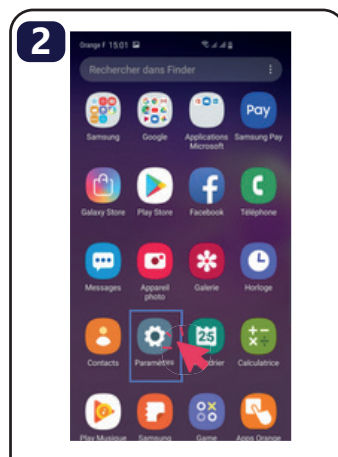 2
Orange F 15:01
Rechercher dans Finder
Pay
Samsung Google Applications Microsoft Samsung Pay
Galaxy Store Play Store Facebook Téléphone
Messages Appareil photo Galerie Horloge
25
Contacts Paramètres drier Calculatrice
Play Musique Samsung Game Apps Orange